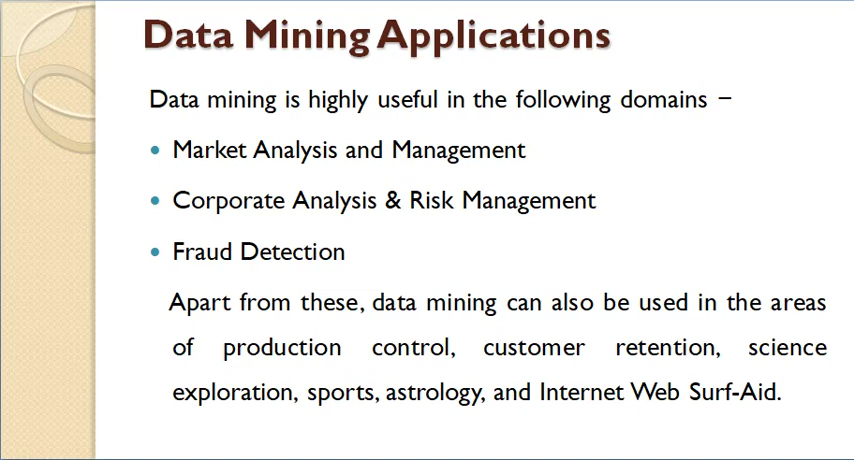 Data Mining Applications
Data mining is highly useful in the following domains −
• Market Analysis and Management
• Corporate Analysis & Risk Management
• Fraud Detection
Apart from these, data mining can also be used in the areas
of production control, customer retention, science
exploration, sports, astrology, and Internet Web Surf-Aid.